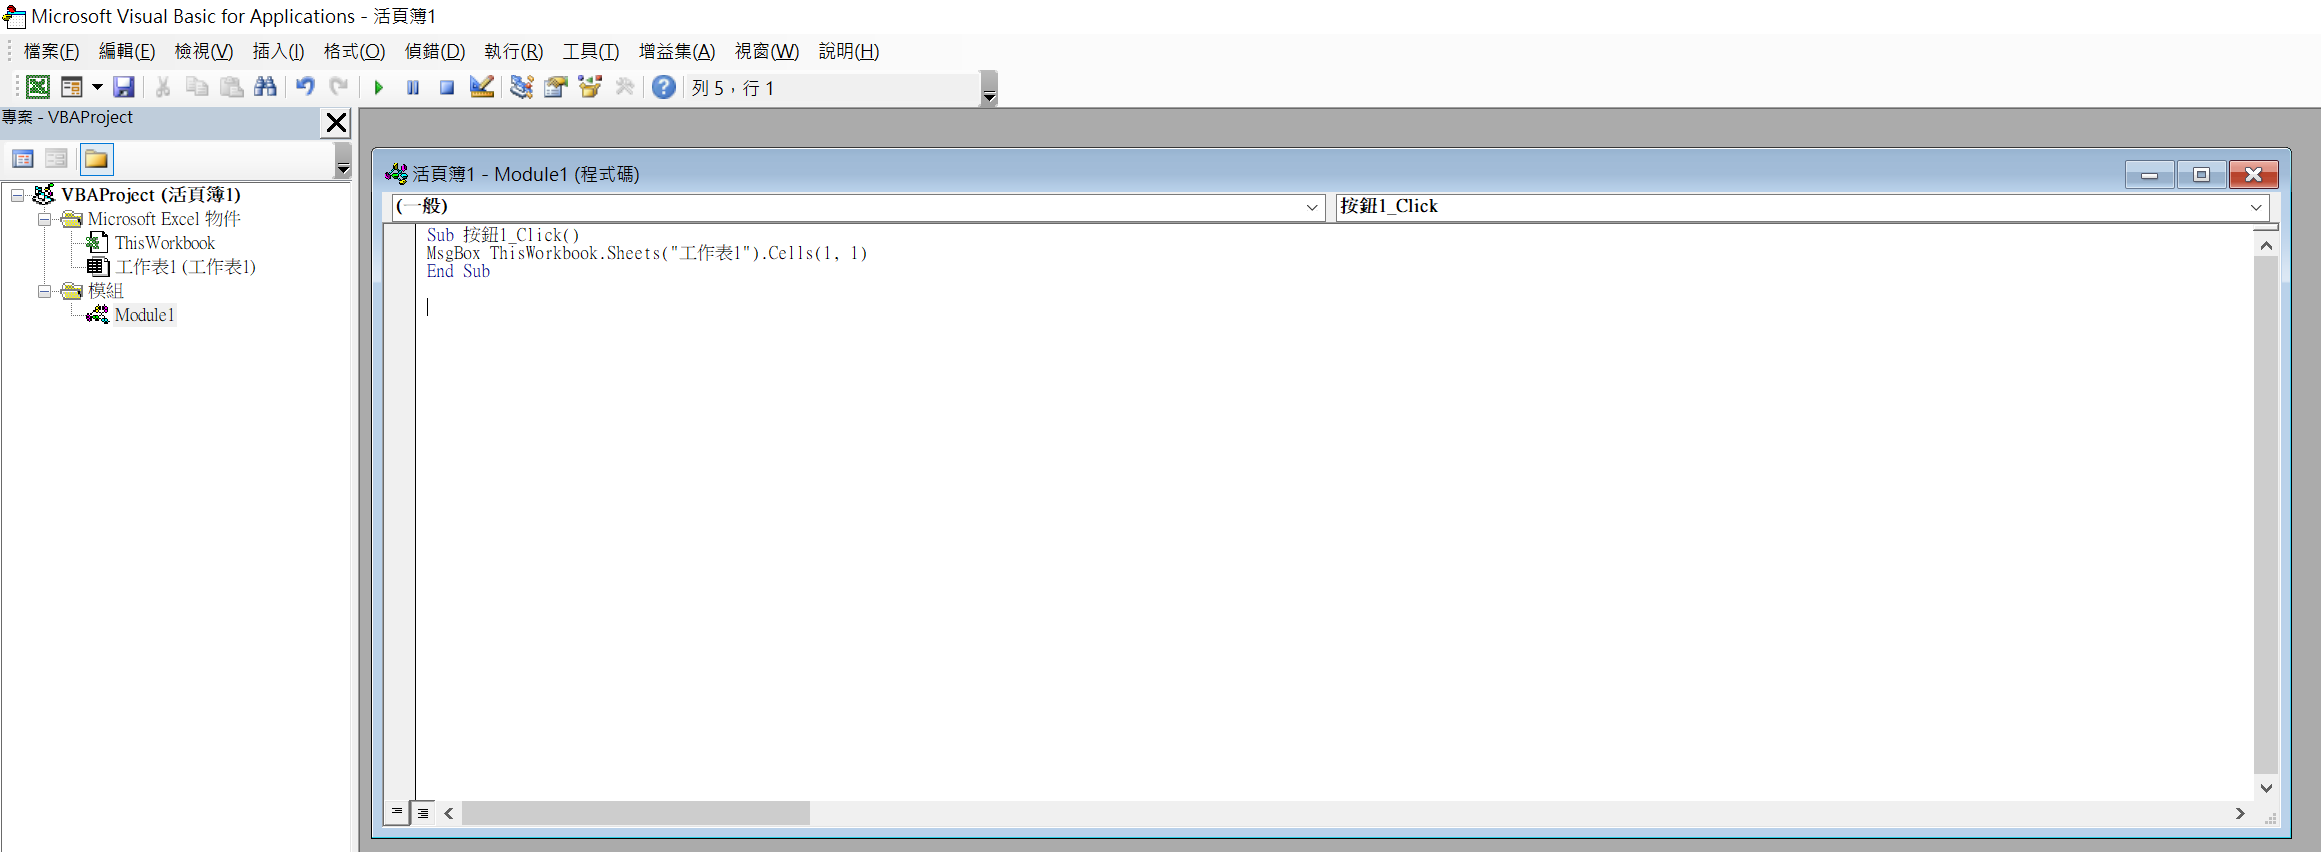 Microsoft Visual Basic for Applications - 活頁簿1
檔案(F) 編輯(E) 檢視(V) 插入(I) 格式(O) 偵錯(D) 執行(R) 工具(T) 增益集(A) 視窗(W) 說明(H)
列 5，行 1
專案 - VBAProject
VBAProject (活頁簿1)
Microsoft Excel 物件
ThisWorkbook
工作表1 (工作表1)
模組
Module1
活頁簿1 - Module1 (程式碼)
(一般) 按鈕1_Click
Sub 按鈕1_Click()
MsgBox ThisWorkbook.Sheets("工作表1").Cells(1, 1)
End Sub